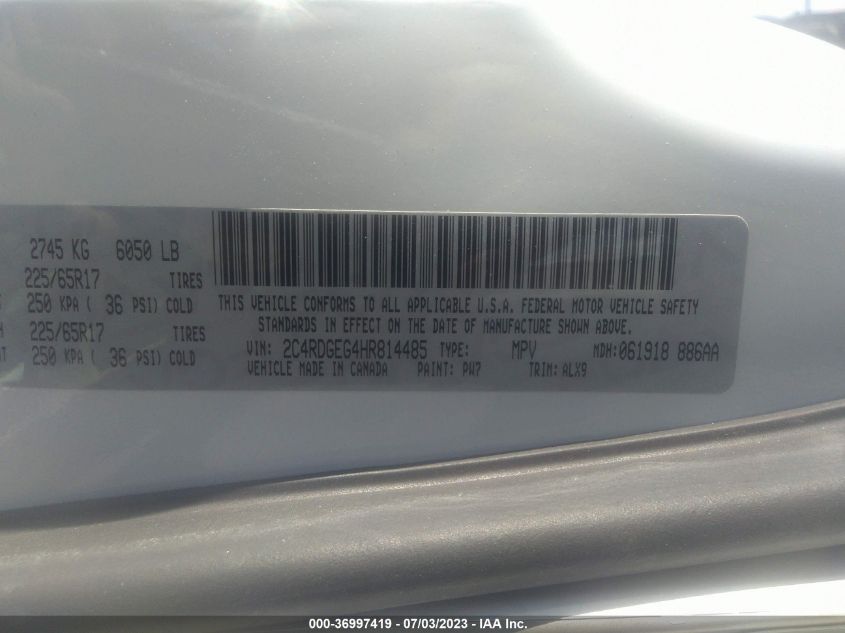 2745 KG 6050 LB
225/65R17 TIRES
250 KPA ( 36 PSI) COLD
225/65R17 TIRES
250 KPA ( 36 PSI) COLD
THIS VEHICLE CONFORMS TO ALL APPLICABLE U.S.A. FEDERAL MOTOR VEHICLE SAFETY
STANDARDS IN EFFECT ON THE DATE OF MANUFACTURE SHOWN ABOVE.
VIN: 2C4RDGEG4HR814485 TYPE: MPV MDH:061918 886AA
VEHICLE MADE IN CANADA PAINT: PW7 TRIM: ALX9
000-36997419 - 07/03/2023 - IAA Inc.